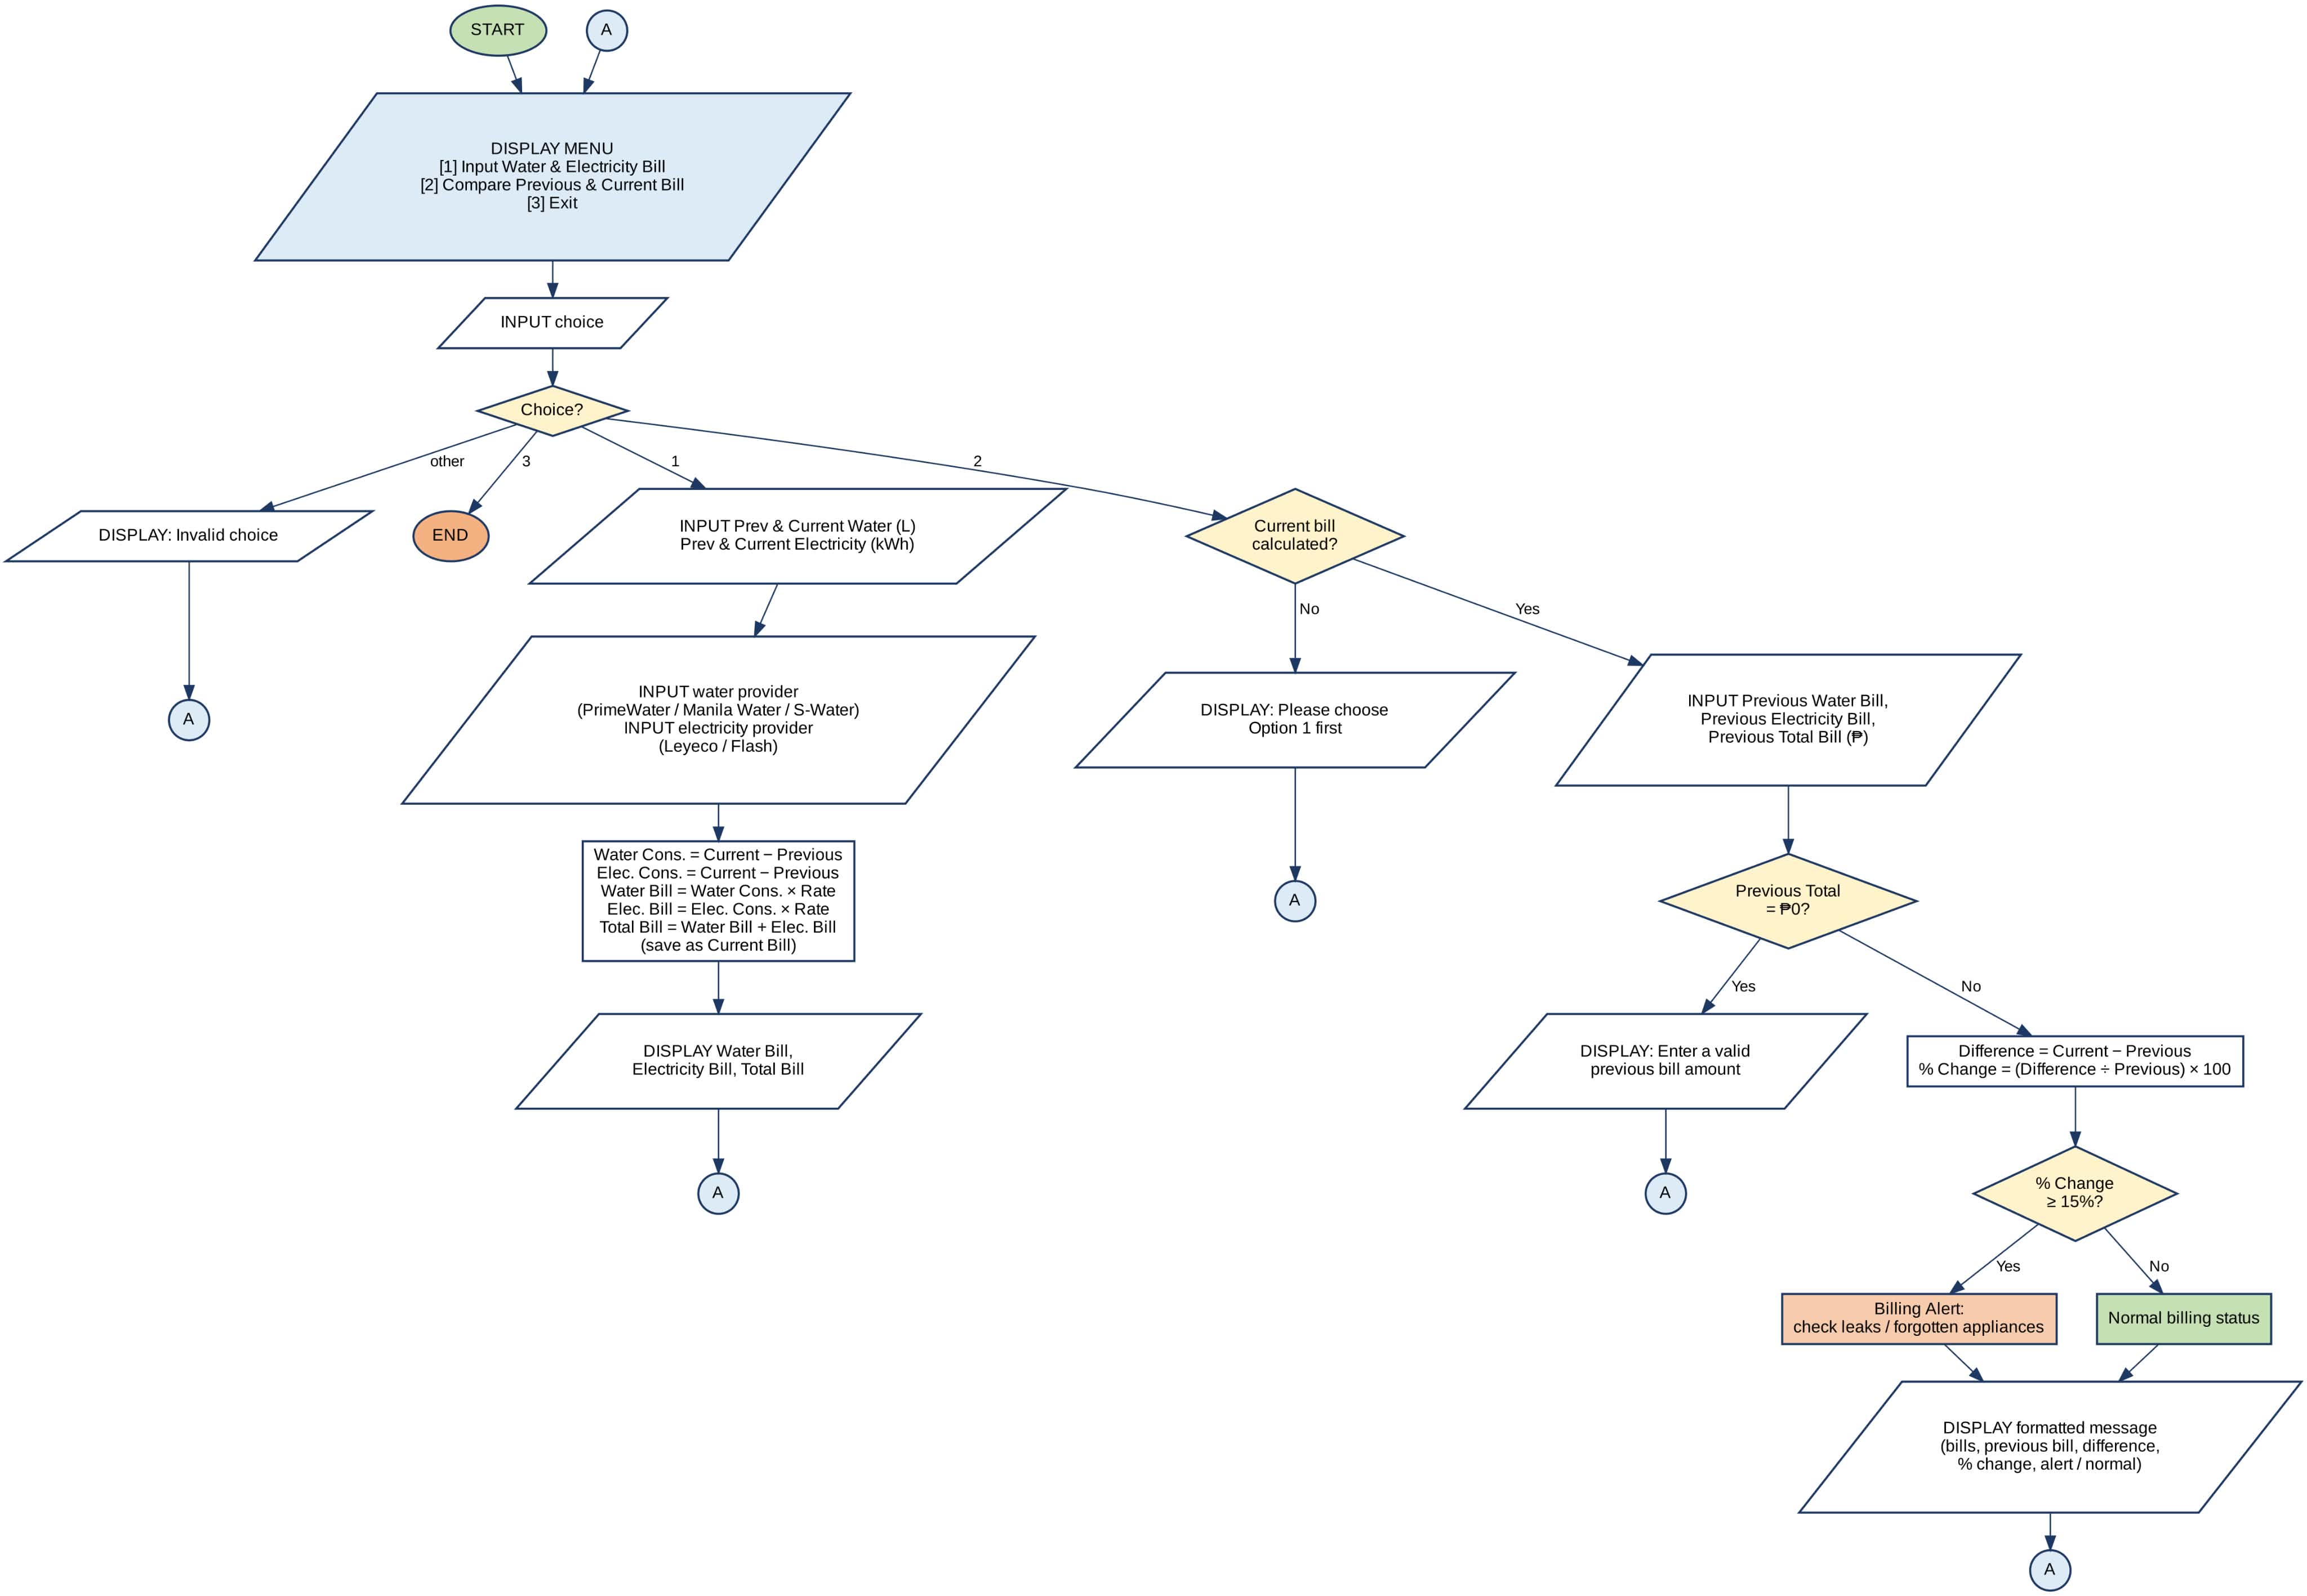 START
A
DISPLAY MENU
[1] Input Water & Electricity Bill
[2] Compare Previous & Current Bill
[3] Exit
INPUT choice
Choice?
other
3
1
2
DISPLAY: Invalid choice
A
END
INPUT Prev & Current Water (L)
Prev & Current Electricity (kWh)
INPUT water provider
(PrimeWater / Manila Water / S-Water)
INPUT electricity provider
(Leyeco / Flash)
Water Cons. = Current − Previous
Elec. Cons. = Current − Previous
Water Bill = Water Cons. × Rate
Elec. Bill = Elec. Cons. × Rate
Total Bill = Water Bill + Elec. Bill
(save as Current Bill)
DISPLAY Water Bill,
Electricity Bill, Total Bill
A
Current bill
calculated?
No
Yes
DISPLAY: Please choose
Option 1 first
A
INPUT Previous Water Bill,
Previous Electricity Bill,
Previous Total Bill (₱)
Previous Total
= ₱0?
Yes
No
DISPLAY: Enter a valid
previous bill amount
A
Difference = Current − Previous
% Change = (Difference ÷ Previous) × 100
% Change
≥ 15%?
Yes
No
Billing Alert:
check leaks / forgotten appliances
Normal billing status
DISPLAY formatted message
(bills, previous bill, difference,
% change, alert / normal)
A